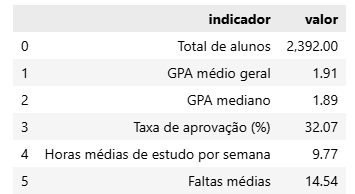 indicador valor
0 Total de alunos 2,392.00
1 GPA médio geral 1.91
2 GPA mediano 1.89
3 Taxa de aprovação (%) 32.07
4 Horas médias de estudo por semana 9.77
5 Faltas médias 14.54